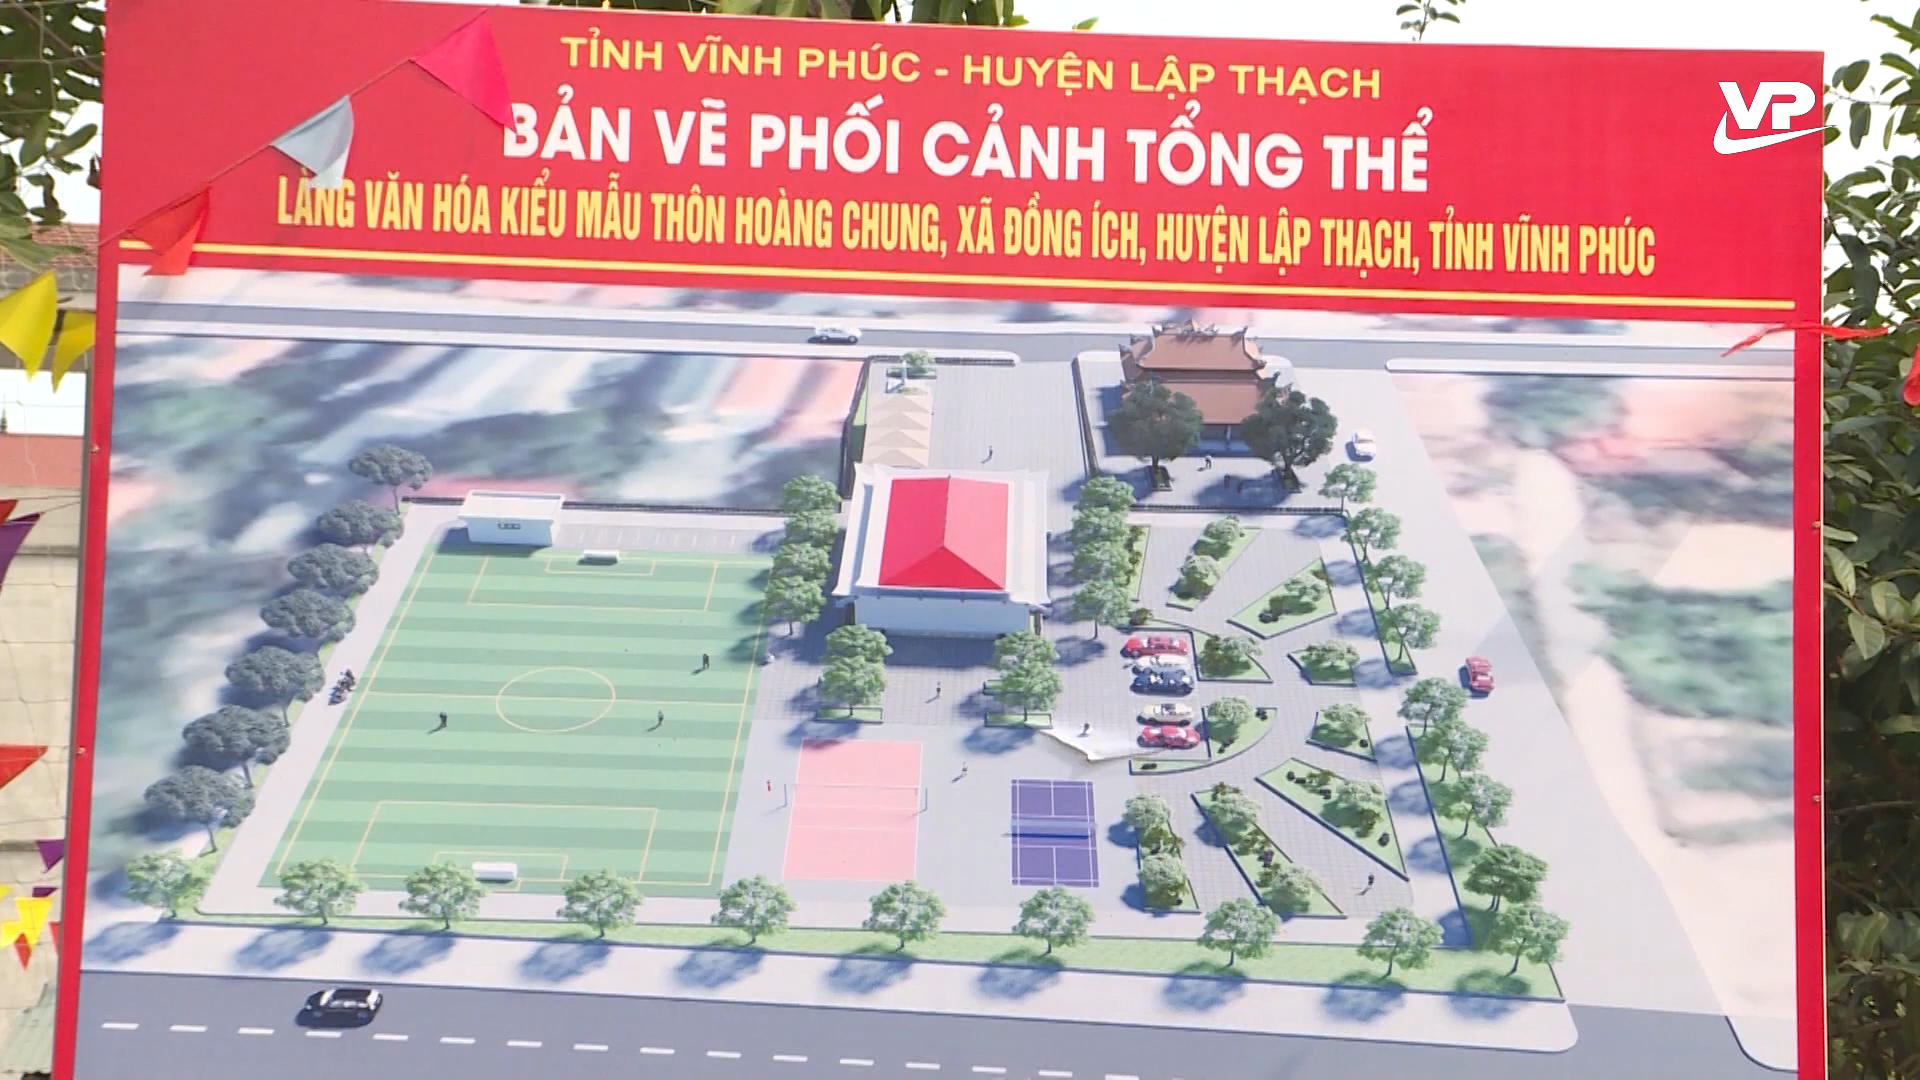 VP
TỈNH VĨNH PHÚC - HUYỆN LẬP THẠCH
BẢN VẼ PHỐI CẢNH TỔNG THỂ
LÀNG VĂN HÓA KIỂU MẪU THÔN HOÀNG CHUNG, XÃ ĐỒNG ÍCH, HUYỆN LẬP THẠCH, TỈNH VĨNH PHÚC